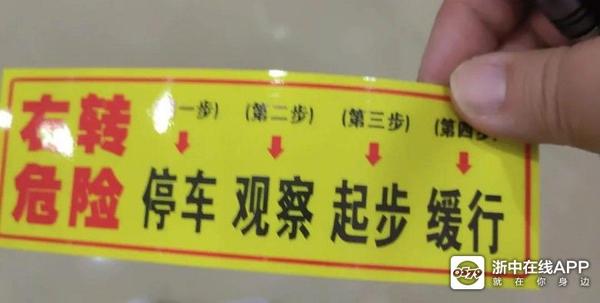 右转
危险
一步) (第二步) (第三步) (第四步
停车 观察 起步 缓行
0579 浙中在线APP
就在你身边